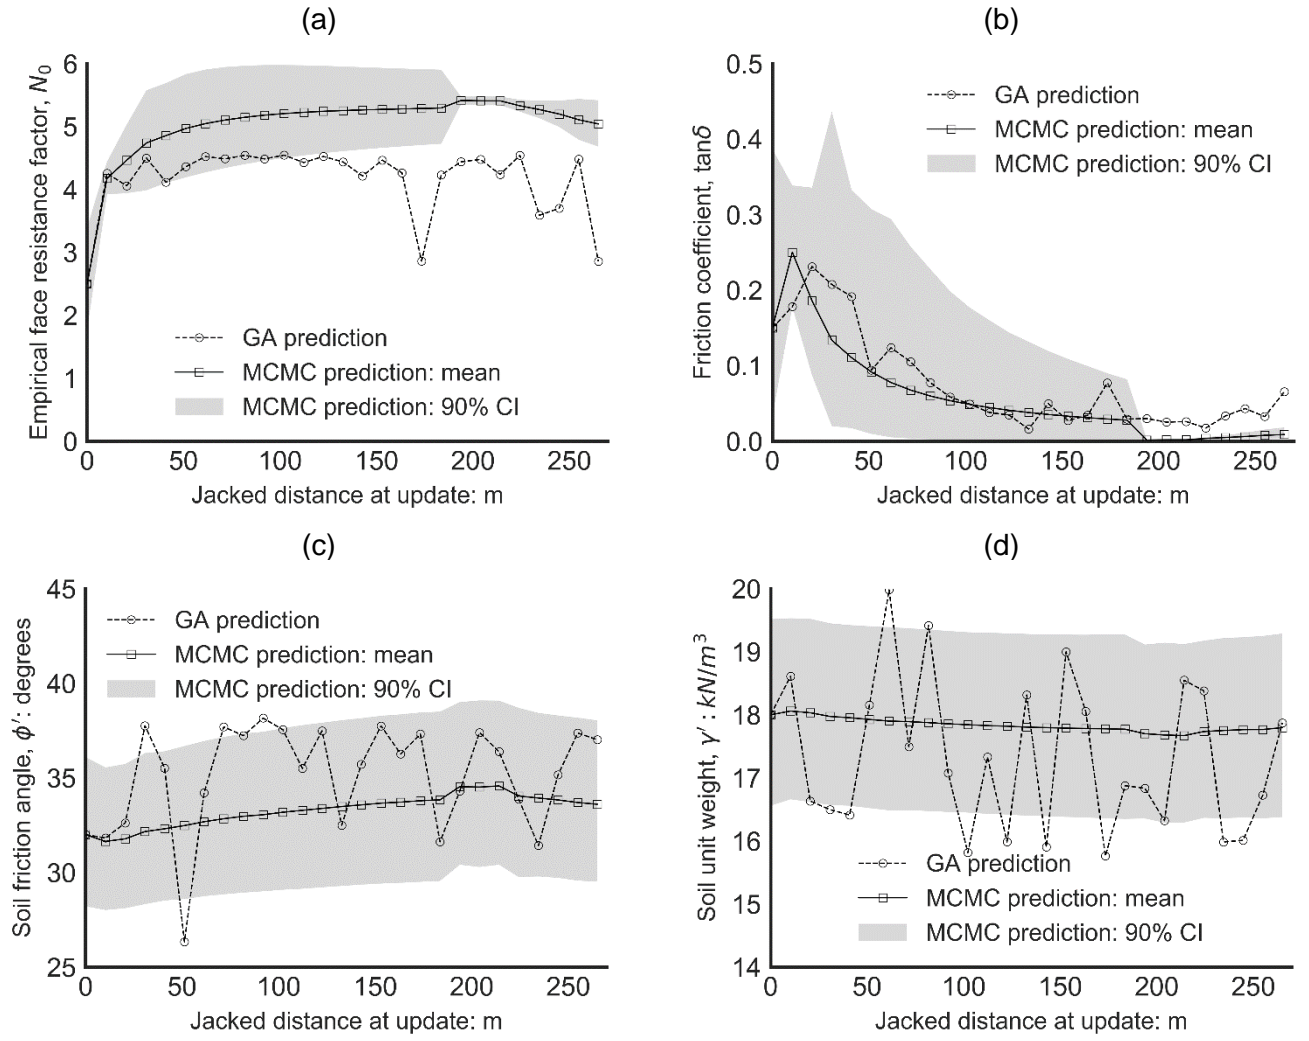 (a)
Empirical face resistance factor, N₀
6
5
4
3
2
1
0
GA prediction
MCMC prediction: mean
MCMC prediction: 90% CI
0 50 100 150 200 250
Jacked distance at update: m
(b)
Friction coefficient, tanδ
0.5
0.4
0.3
0.2
0.1
0.0
GA prediction
MCMC prediction: mean
MCMC prediction: 90% CI
0 50 100 150 200 250
Jacked distance at update: m
(c)
Soil friction angle, ϕ′: degrees
45
40
35
30
25
GA prediction
MCMC prediction: mean
MCMC prediction: 90% CI
0 50 100 150 200 250
Jacked distance at update: m
(d)
Soil unit weight, γ′ : kN/m³
20
19
18
17
16
15
14
GA prediction
MCMC prediction: mean
MCMC prediction: 90% CI
0 50 100 150 200 250
Jacked distance at update: m